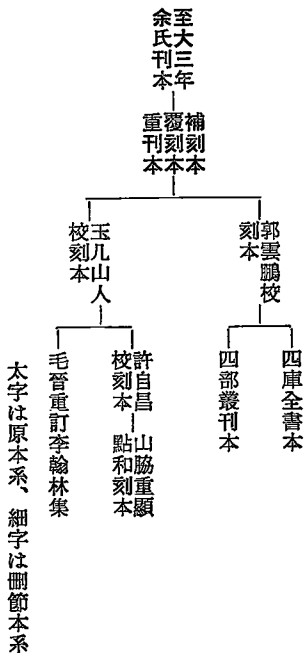 至大三年
余氏刊本
補刻本
覆刻本
重刊本
郭雲鵬校
刻本
四庫全書本
四部叢刊本
玉几山人
校刻本
許自昌
校刻本
山脇重顯
點和刻本
毛晉重訂李翰林集
太字は原本系、細字は刪節本系